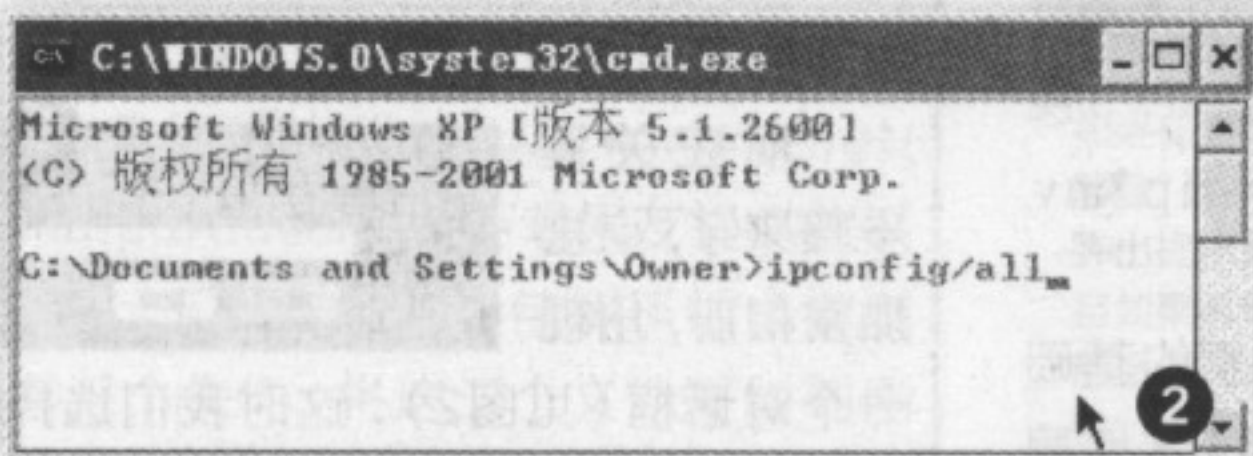 C:\WINDOWS.0\system32\cmd.exe
Microsoft Windows XP [版本 5.1.2600]
(C) 版权所有 1985-2001 Microsoft Corp.
C:\Documents and Settings\Owner>ipconfig/all_
2